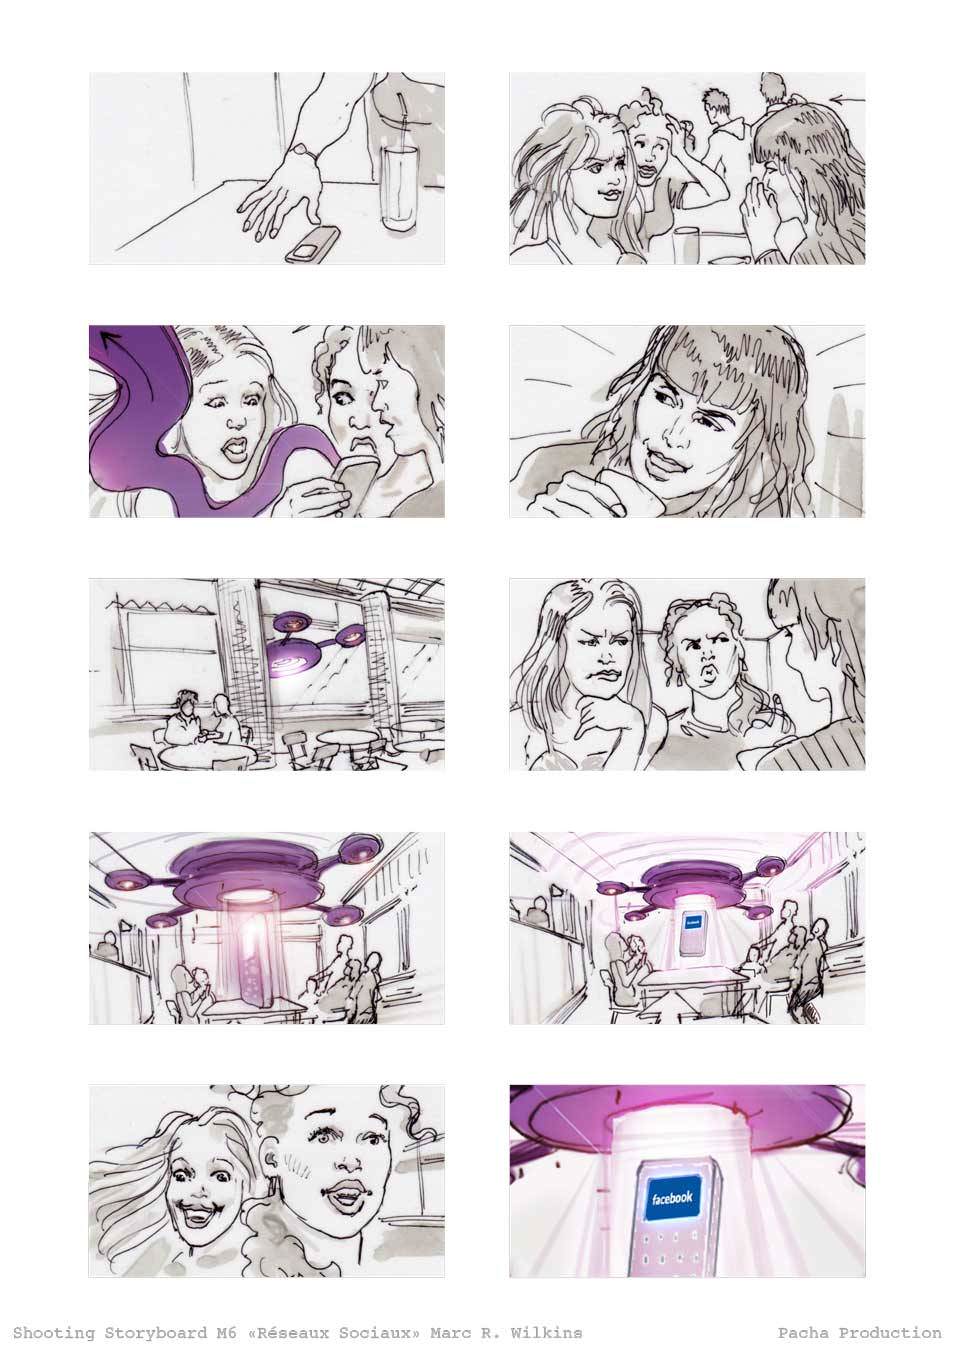 facebook
facebook
Shooting Storyboard M6 «Réseaux Sociaux» Marc R. Wilkins
Pacha Production